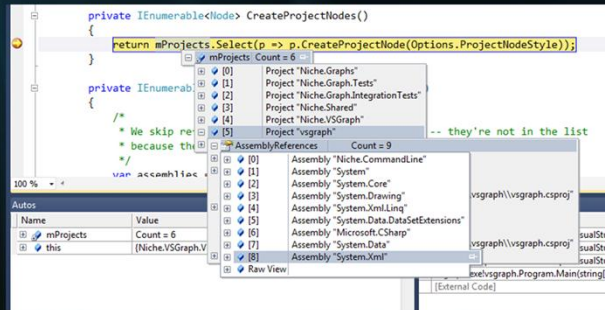 private IEnumerable<Node> CreateProjectNodes()
{
return mProjects.Select(p => p.CreateProjectNode(Options.ProjectNodeStyle));
}
mProjects Count = 6
[0] Project "Niche.Graphs"
[1] Project "Niche.Graph.Tests"
[2] Project "Niche.Graph.IntegrationTests"
[3] Project "Niche.Shared"
[4] Project "Niche.VSGraph"
[5] Project "vsgraph"
private IEnumerabl )
{
/*
* We skip re -- they're not in the list
* because the
*/
var assemblies =
AssemblyReferences Count = 9
[0] Assembly "Niche.CommandLine"
[1] Assembly "System"
[2] Assembly "System.Core"
[3] Assembly "System.Drawing"
[4] Assembly "System.Xml.Linq"
[5] Assembly "System.Data.DataSetExtensions"
[6] Assembly "Microsoft.CSharp"
[7] Assembly "System.Data"
[8] Assembly "System.Xml"
Raw View
.vsgraph\\vsgraph.csproj"
vsgraph\\vsgraph.csproj"
100 %
Autos
Name Value
mProjects Count = 6
this {Niche.VSGraph.V
sualSt
sualSt
exe!vsgraph.Program.Main(string[
[External Code]